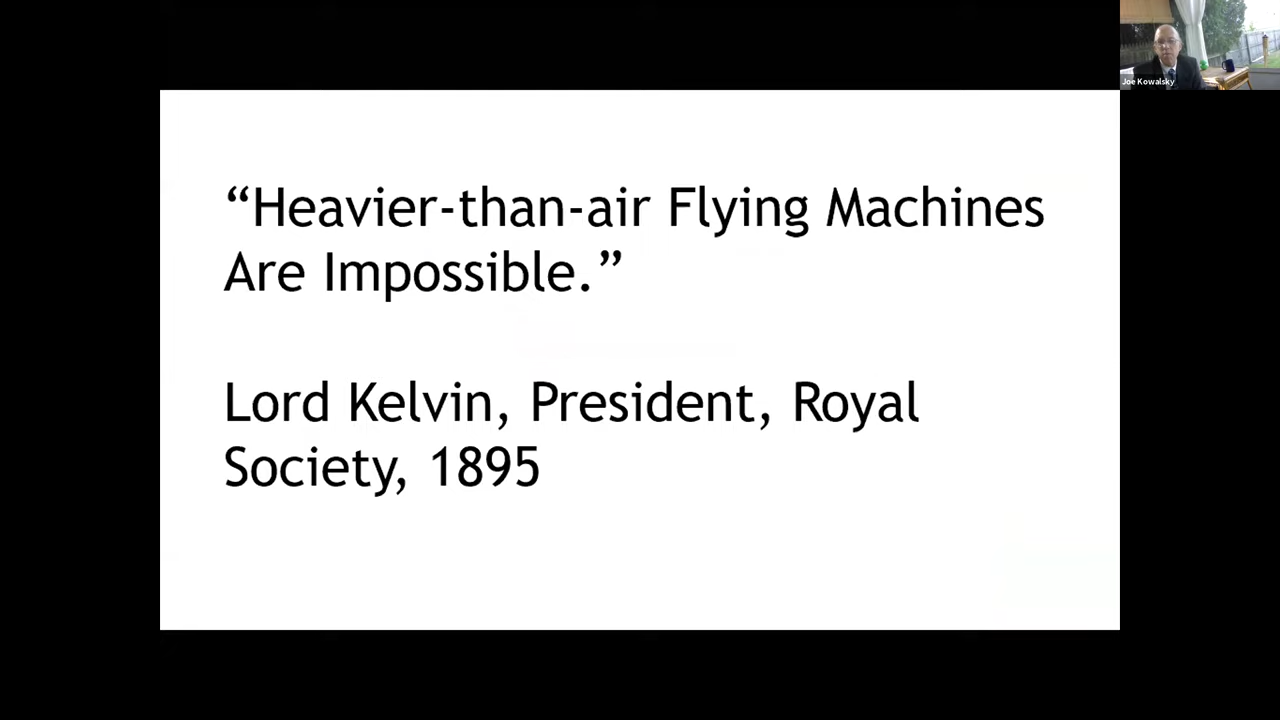 “Heavier-than-air Flying Machines
Are Impossible.”
Lord Kelvin, President, Royal
Society, 1895
Joe Kowalsky